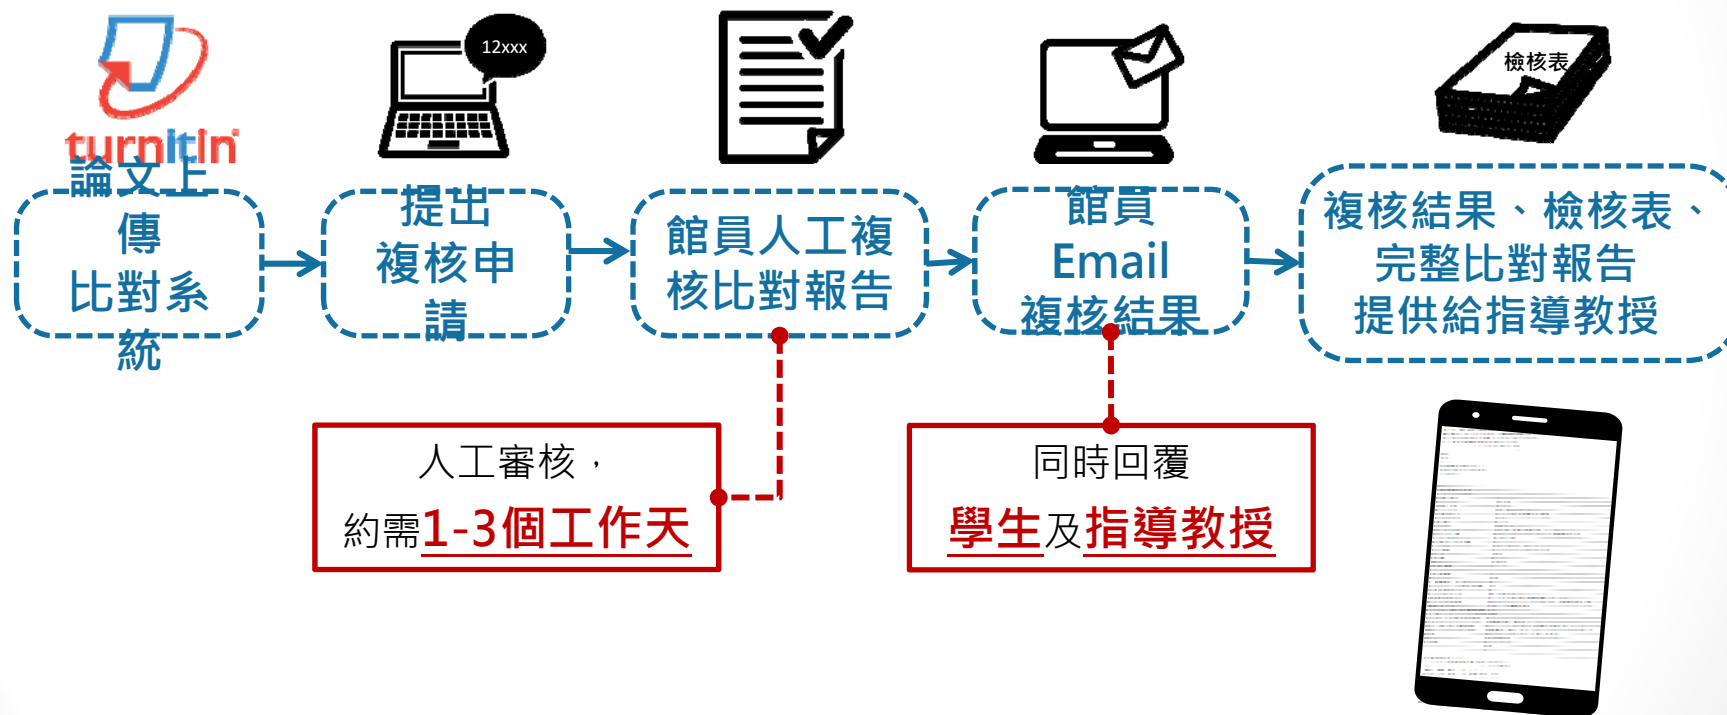 turnitin
12xxx
檢核表
論文上
傳
比對系
統
提出
複核申
請
館員人工複
核比對報告
館員
Email
複核結果
複核結果、檢核表、
完整比對報告
提供給指導教授
人工審核，
約需1-3個工作天
同時回覆
學生及指導教授